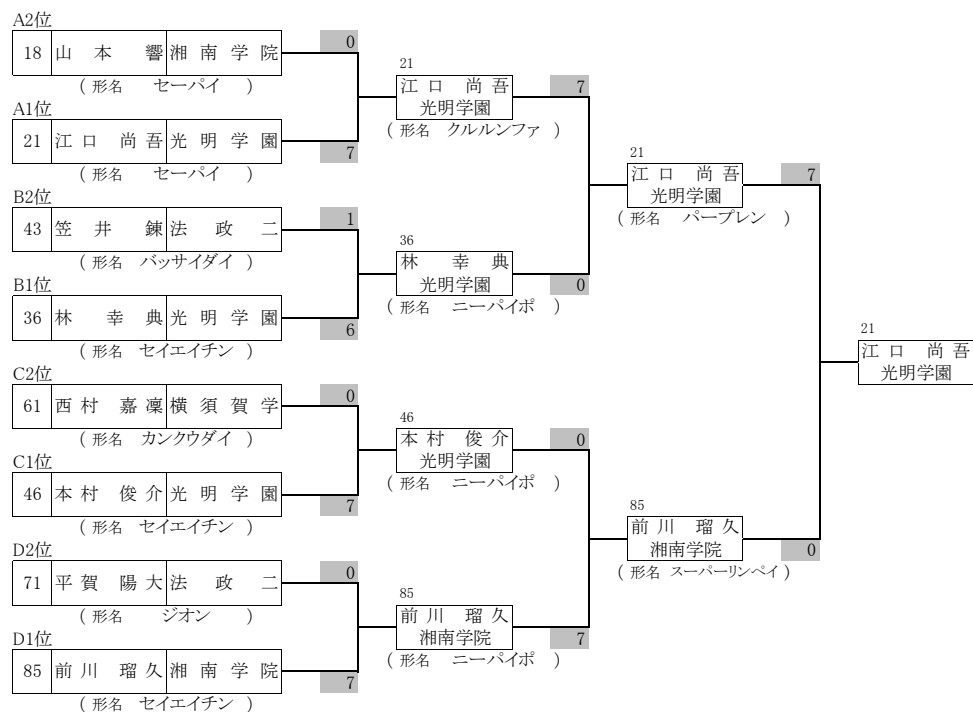 A2位
18 山 本 響 湘 南 学 院 0
( 形名 セーパイ )
21
江 口 尚 吾 7
光明学園
( 形名 クルルンファ )
A1位
21 江 口 尚 吾 光 明 学 園 7
( 形名 セーパイ )
21
江 口 尚 吾 7
光明学園
( 形名 パープレン )
B2位
43 笠 井 錬 法 政 二 1
( 形名 バッサイダイ )
36
林 幸 典
光明学園 0
( 形名 ニーパイポ )
B1位
36 林 幸 典 光 明 学 園 6
( 形名 セイエイチン )
21
江 口 尚 吾
光明学園
C2位
61 西 村 嘉 凜 横 須 賀 学 0
( 形名 カンクウダイ )
46
本 村 俊 介 0
光明学園
( 形名 ニーパイポ )
C1位
46 本 村 俊 介 光 明 学 園 7
( 形名 セイエイチン )
85
前 川 瑠 久
湘南学院 0
( 形名 スーパーリンペイ )
D2位
71 平 賀 陽 大 法 政 二 0
( 形名 ジオン )
85
前 川 瑠 久
湘南学院 7
( 形名 ニーパイポ )
D1位
85 前 川 瑠 久 湘 南 学 院 7
( 形名 セイエイチン )